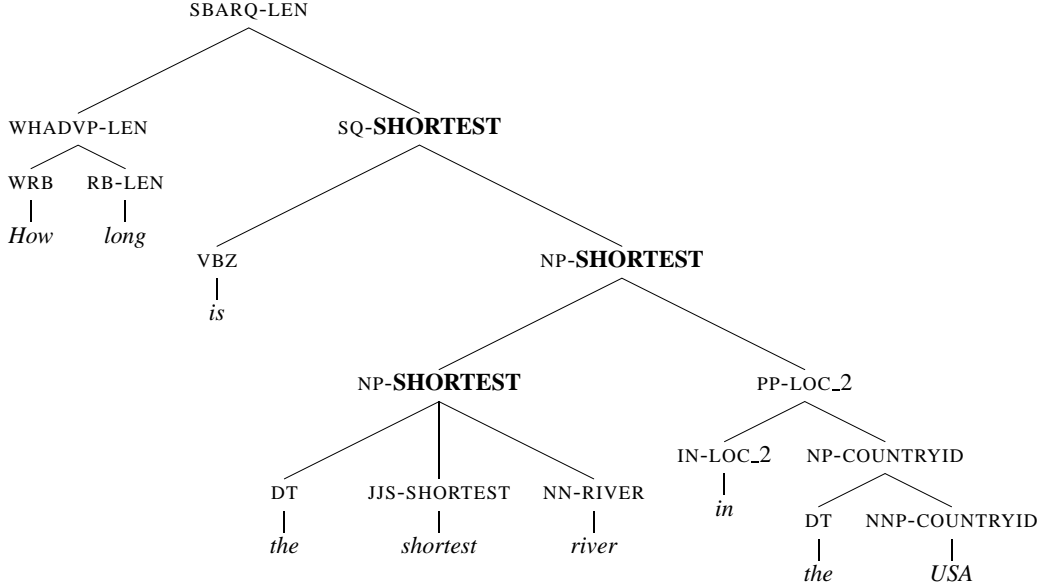 SBARQ-LEN
WHADVP-LEN SQ-SHORTEST
WRB RB-LEN
How long
VBZ NP-SHORTEST
is
NP-SHORTEST PP-LOC_2
IN-LOC_2 NP-COUNTRYID
DT JJS-SHORTEST NN-RIVER
in
DT NNP-COUNTRYID
the shortest river
the USA